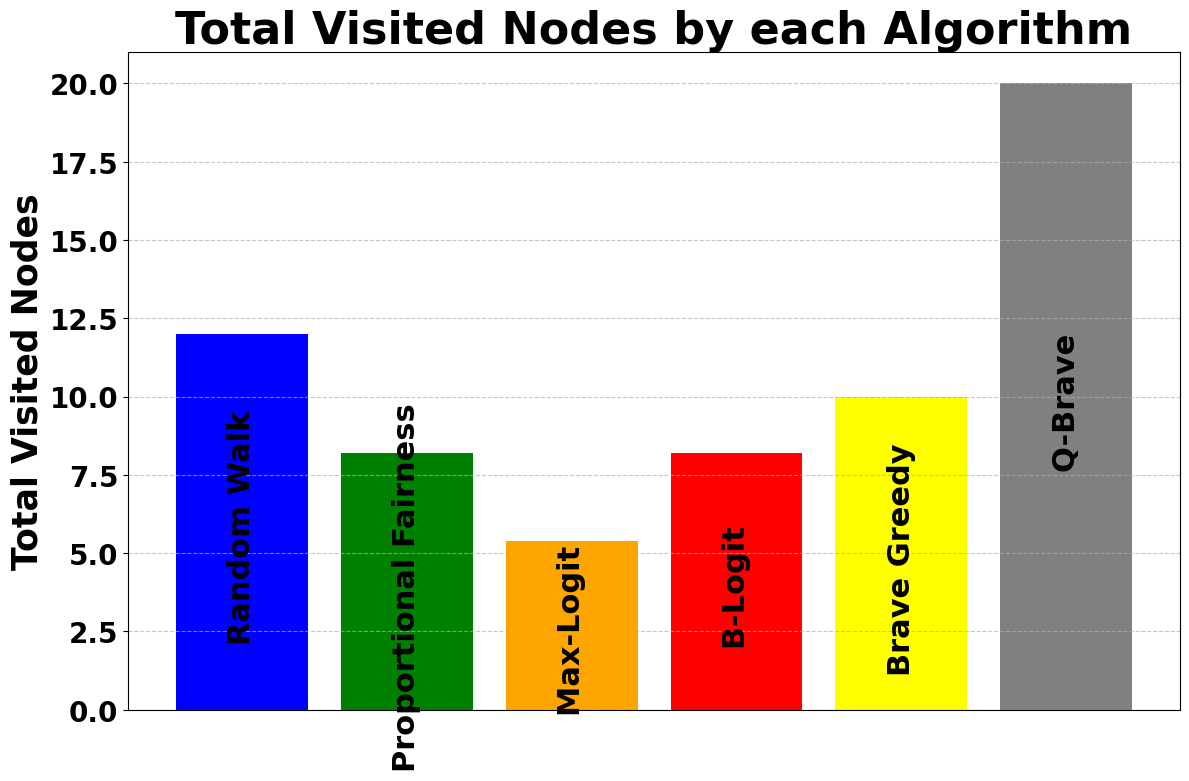 Total Visited Nodes by each Algorithm
Total Visited Nodes
20.0
17.5
15.0
12.5
10.0
7.5
5.0
2.5
0.0
Random Walk
Proportional Fairness
Max-Logit
B-Logit
Brave Greedy
Q-Brave